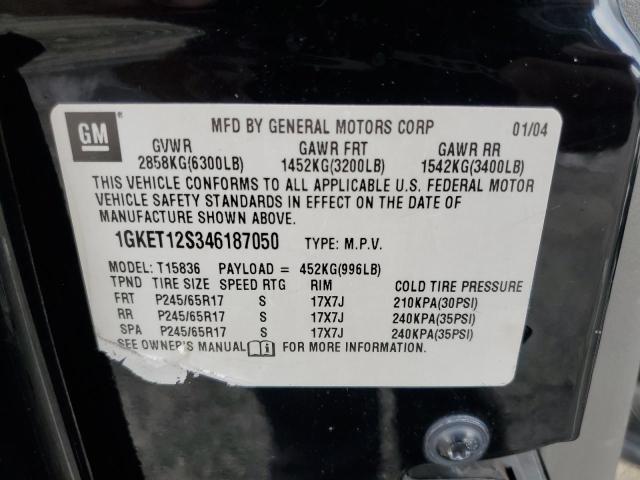 GM ® MFD BY GENERAL MOTORS CORP 01/04
GVWR GAWR FRT GAWR RR
2858KG(6300LB) 1452KG(3200LB) 1542KG(3400LB)
THIS VEHICLE CONFORMS TO ALL APPLICABLE U.S. FEDERAL MOTOR
VEHICLE SAFETY STANDARDS IN EFFECT ON THE DATE OF
MANUFACTURE SHOWN ABOVE.
1GKET12S346187050 TYPE: M.P.V.
MODEL: T15836 PAYLOAD = 452KG(996LB)
TPND TIRE SIZE SPEED RTG RIM COLD TIRE PRESSURE
FRT P245/65R17 S 17X7J 210KPA(30PSI)
RR P245/65R17 S 17X7J 240KPA(35PSI)
SPA P245/65R17 S 17X7J 240KPA(35PSI)
SEE OWNER'S MANUAL FOR MORE INFORMATION.